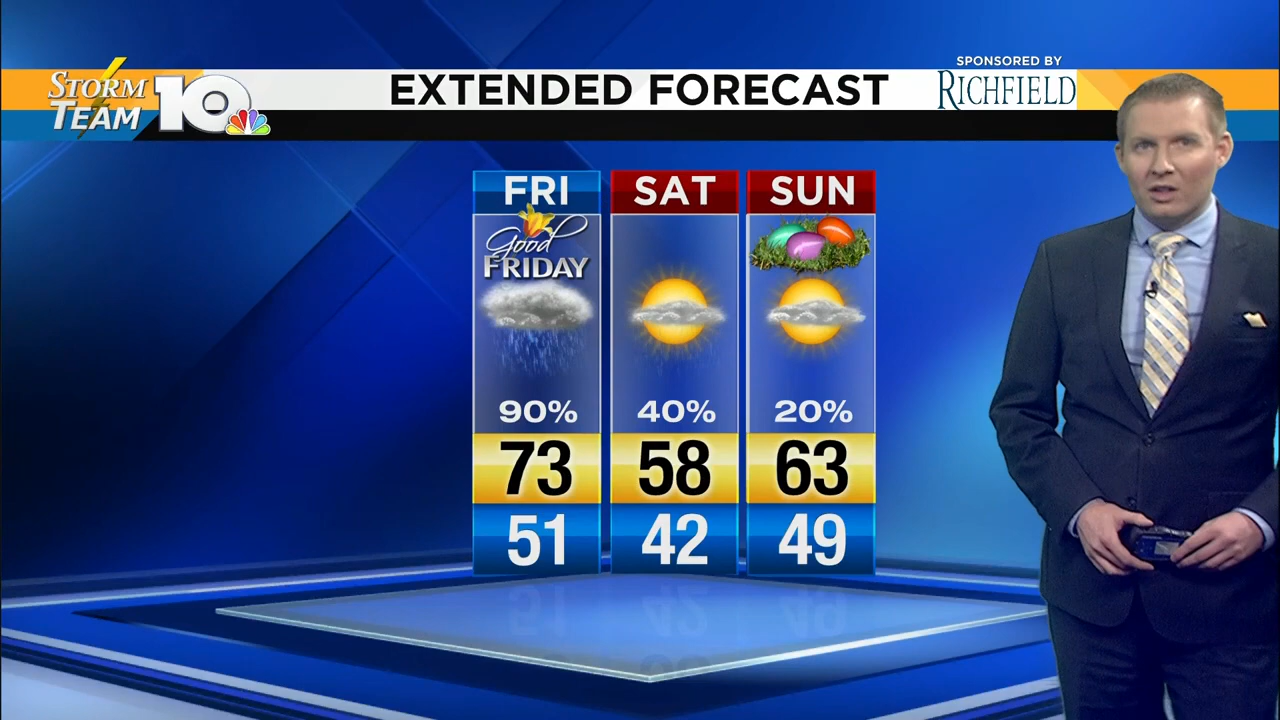 STORM
TEAM
10
EXTENDED FORECAST
SPONSORED BY
RICHFIELD
FRI
SAT
SUN
Good
FRIDAY
90%
40%
20%
73
58
63
51
42
49